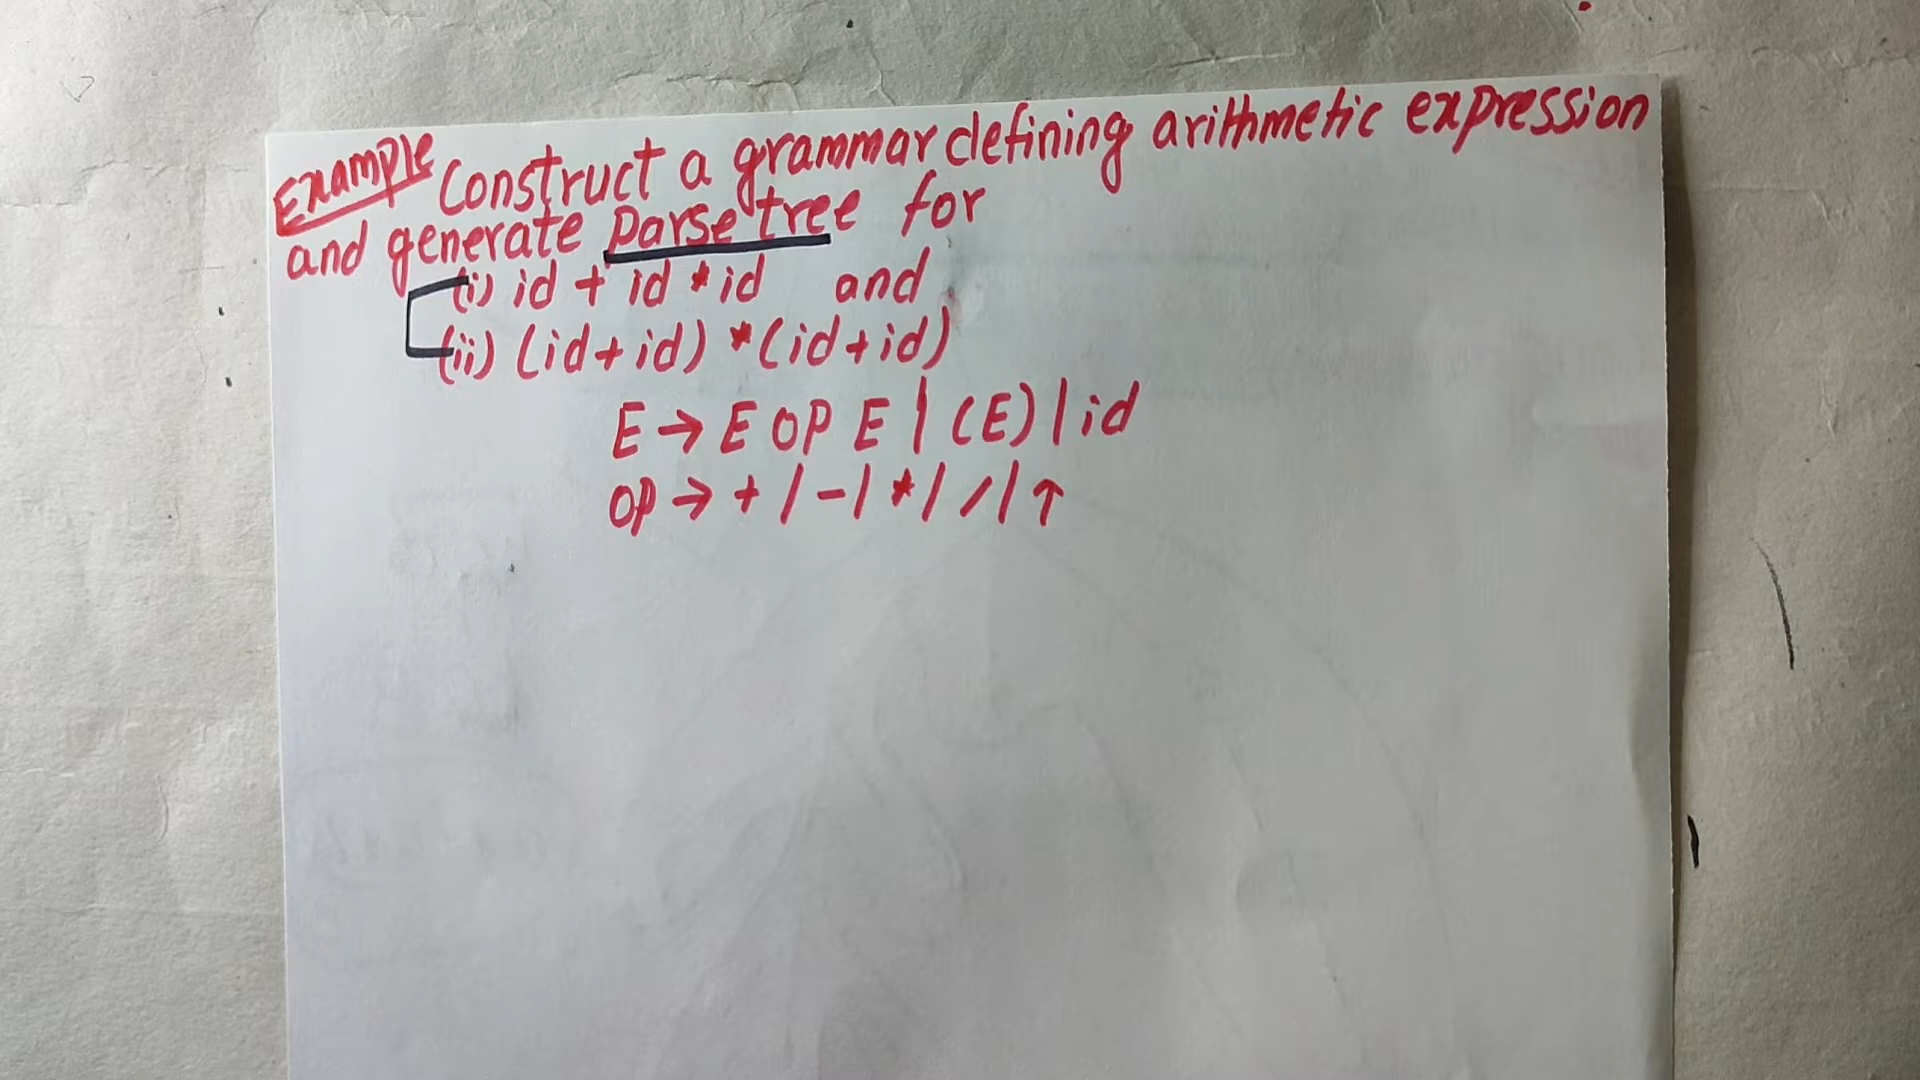 Example Construct a grammar defining arithmetic expression
and generate parse tree for
(i) id + id * id and
(ii) (id + id) * (id + id)
E → E OP E | (E) | id
OP → + | - | * | / | ↑